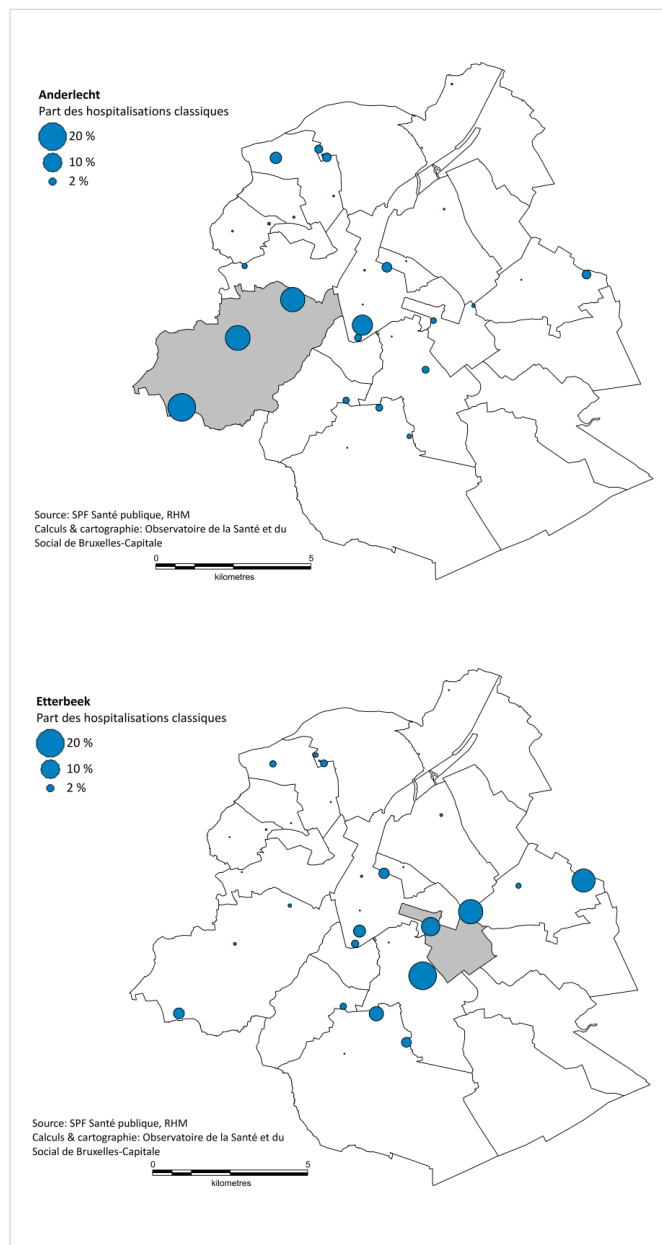 Anderlecht
Part des hospitalisations classiques
20 %
10 %
2 %
Source: SPF Santé publique, RHM
Calculs & cartographie: Observatoire de la Santé et du
Social de Bruxelles-Capitale
0 5
kilometres
Etterbeek
Part des hospitalisations classiques
20 %
10 %
2 %
Source: SPF Santé publique, RHM
Calculs & cartographie: Observatoire de la Santé et du
Social de Bruxelles-Capitale
0 5
kilometres